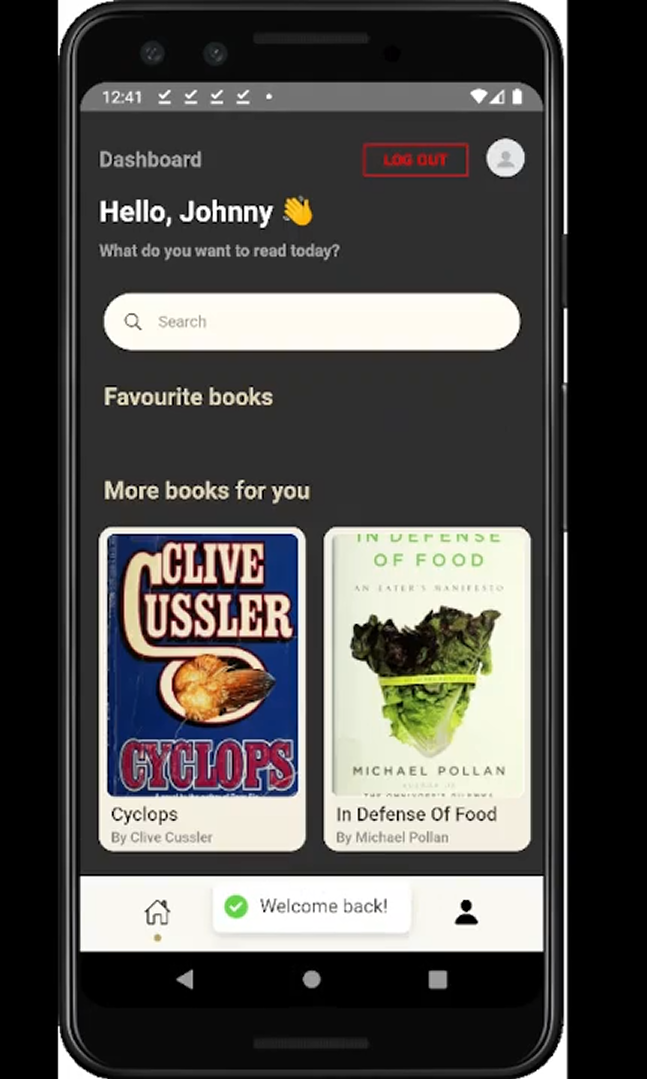 12:41
Dashboard
LOG OUT
Hello, Johnny 👋
What do you want to read today?
Search
Favourite books
More books for you
CLIVE
CUSSLER
CYCLOPS
Cyclops
By Clive Cussler
IN DEFENSE
OF FOOD
AN EATER'S MANIFESTO
MICHAEL POLLAN
In Defense Of Food
By Michael Pollan
Welcome back!